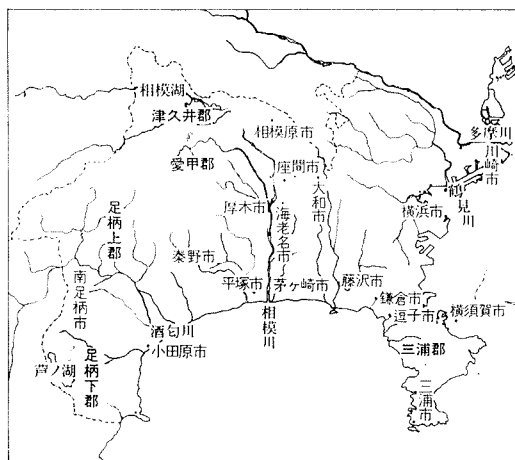 相模湖
津久井郡
相模原市
多摩川
川崎市
愛甲郡
座間市
大和市
鶴見川
横浜市
厚木市
海老名市
足柄上郡
秦野市
南足柄市
平塚市
茅ヶ崎市
藤沢市
鎌倉市
逗子市
横須賀市
酒匂川
相模川
小田原市
三浦郡
芦ノ湖
足柄下郡
三浦市